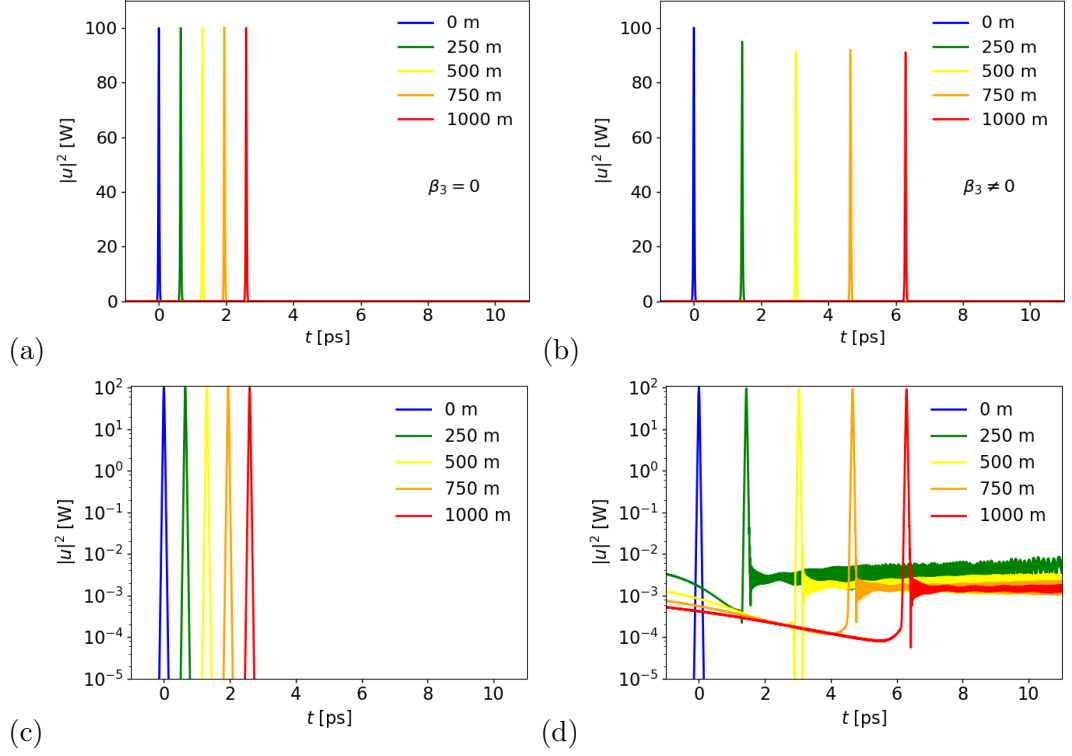 100
80
60
40
20
0
|u|² [W]
0 m
250 m
500 m
750 m
1000 m
β₃ = 0
0 2 4 6 8 10
t [ps]
(a)
100
80
60
40
20
0
|u|² [W]
0 m
250 m
500 m
750 m
1000 m
β₃ ≠ 0
0 2 4 6 8 10
t [ps]
(b)
10²
10¹
10⁰
10⁻¹
10⁻²
10⁻³
10⁻⁴
10⁻⁵
|u|² [W]
0 m
250 m
500 m
750 m
1000 m
0 2 4 6 8 10
t [ps]
(c)
10²
10¹
10⁰
10⁻¹
10⁻²
10⁻³
10⁻⁴
10⁻⁵
|u|² [W]
0 m
250 m
500 m
750 m
1000 m
0 2 4 6 8 10
t [ps]
(d)